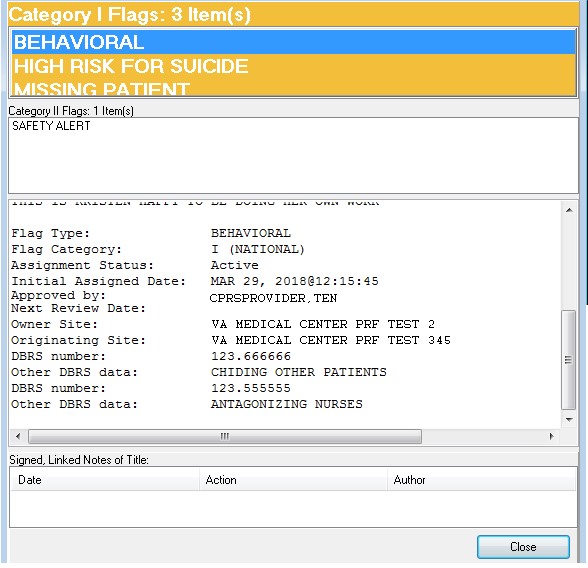 Category I Flags: 3 Item(s)
BEHAVIORAL
HIGH RISK FOR SUICIDE
MISSING PATIENT
Category II Flags: 1 Item(s)
SAFETY ALERT
THIS IS KRISTEN HAPPY TO BE DOING HER OWN WORK
Flag Type: BEHAVIORAL
Flag Category: I (NATIONAL)
Assignment Status: Active
Initial Assigned Date: MAR 29, 2018@12:15:45
Approved by: CPRSPROVIDER,TEN
Next Review Date:
Owner Site: VA MEDICAL CENTER PRF TEST 2
Originating Site: VA MEDICAL CENTER PRF TEST 345
DBRS number: 123.666666
Other DBRS data: CHIDING OTHER PATIENTS
DBRS number: 123.555555
Other DBRS data: ANTAGONIZING NURSES
Signed, Linked Notes of Title:
Date Action Author
Close